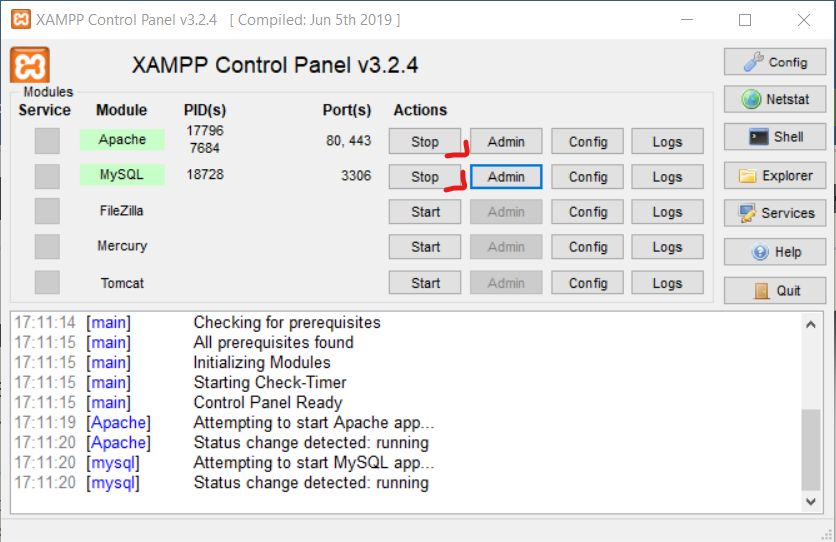 XAMPP Control Panel v3.2.4 [ Compiled: Jun 5th 2019 ]
XAMPP Control Panel v3.2.4
Config
Modules
Service Module PID(s) Port(s) Actions
Netstat
Apache 17796 7684 80, 443 Stop Admin Config Logs
Shell
MySQL 18728 3306 Stop Admin Config Logs
Explorer
FileZilla Start Admin Config Logs
Services
Mercury Start Admin Config Logs
Help
Tomcat Start Admin Config Logs
Quit
17:11:14 [main] Checking for prerequisites
17:11:15 [main] All prerequisites found
17:11:15 [main] Initializing Modules
17:11:15 [main] Starting Check-Timer
17:11:15 [main] Control Panel Ready
17:11:19 [Apache] Attempting to start Apache app...
17:11:20 [Apache] Status change detected: running
17:11:20 [mysql] Attempting to start MySQL app...
17:11:20 [mysql] Status change detected: running